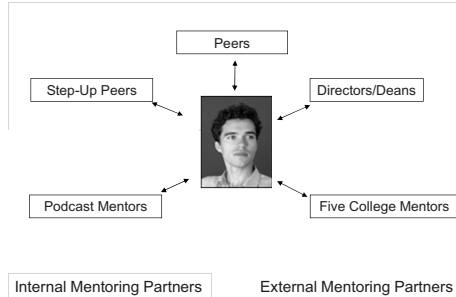 Peers
Step-Up Peers
Directors/Deans
Podcast Mentors
Five College Mentors
Internal Mentoring Partners
External Mentoring Partners